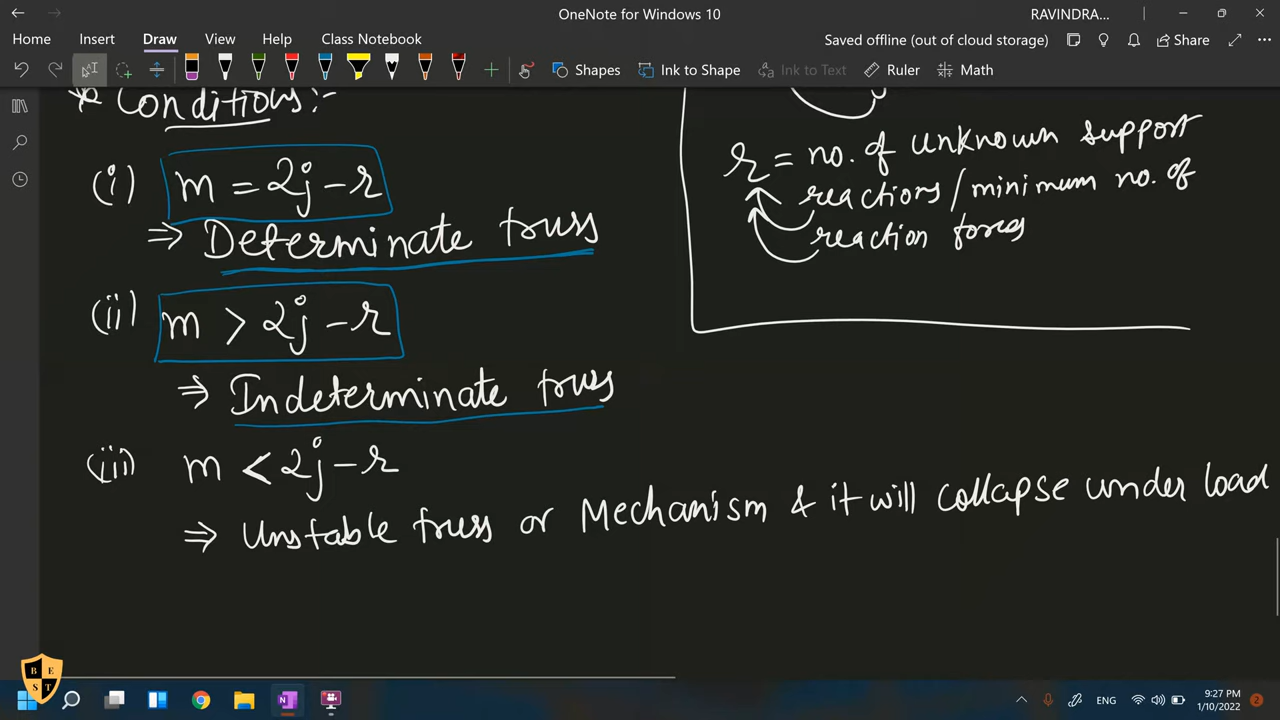 OneNote for Windows 10
RAVINDRA...
Home Insert Draw View Help Class Notebook
Saved offline (out of cloud storage)
Share
Shapes
Ink to Shape
Ink to Text
Ruler
Math
* Conditions:-
(i) m = 2j - r
⇒ Determinate truss
(ii) m > 2j - r
⇒ Indeterminate truss
(iii) m < 2j - r
⇒ Unstable truss or Mechanism & it will collapse under load
r = no. of unknown support
reactions/minimum no. of
reaction forces
B E
S T
ENG
9:27 PM
1/10/2022
2